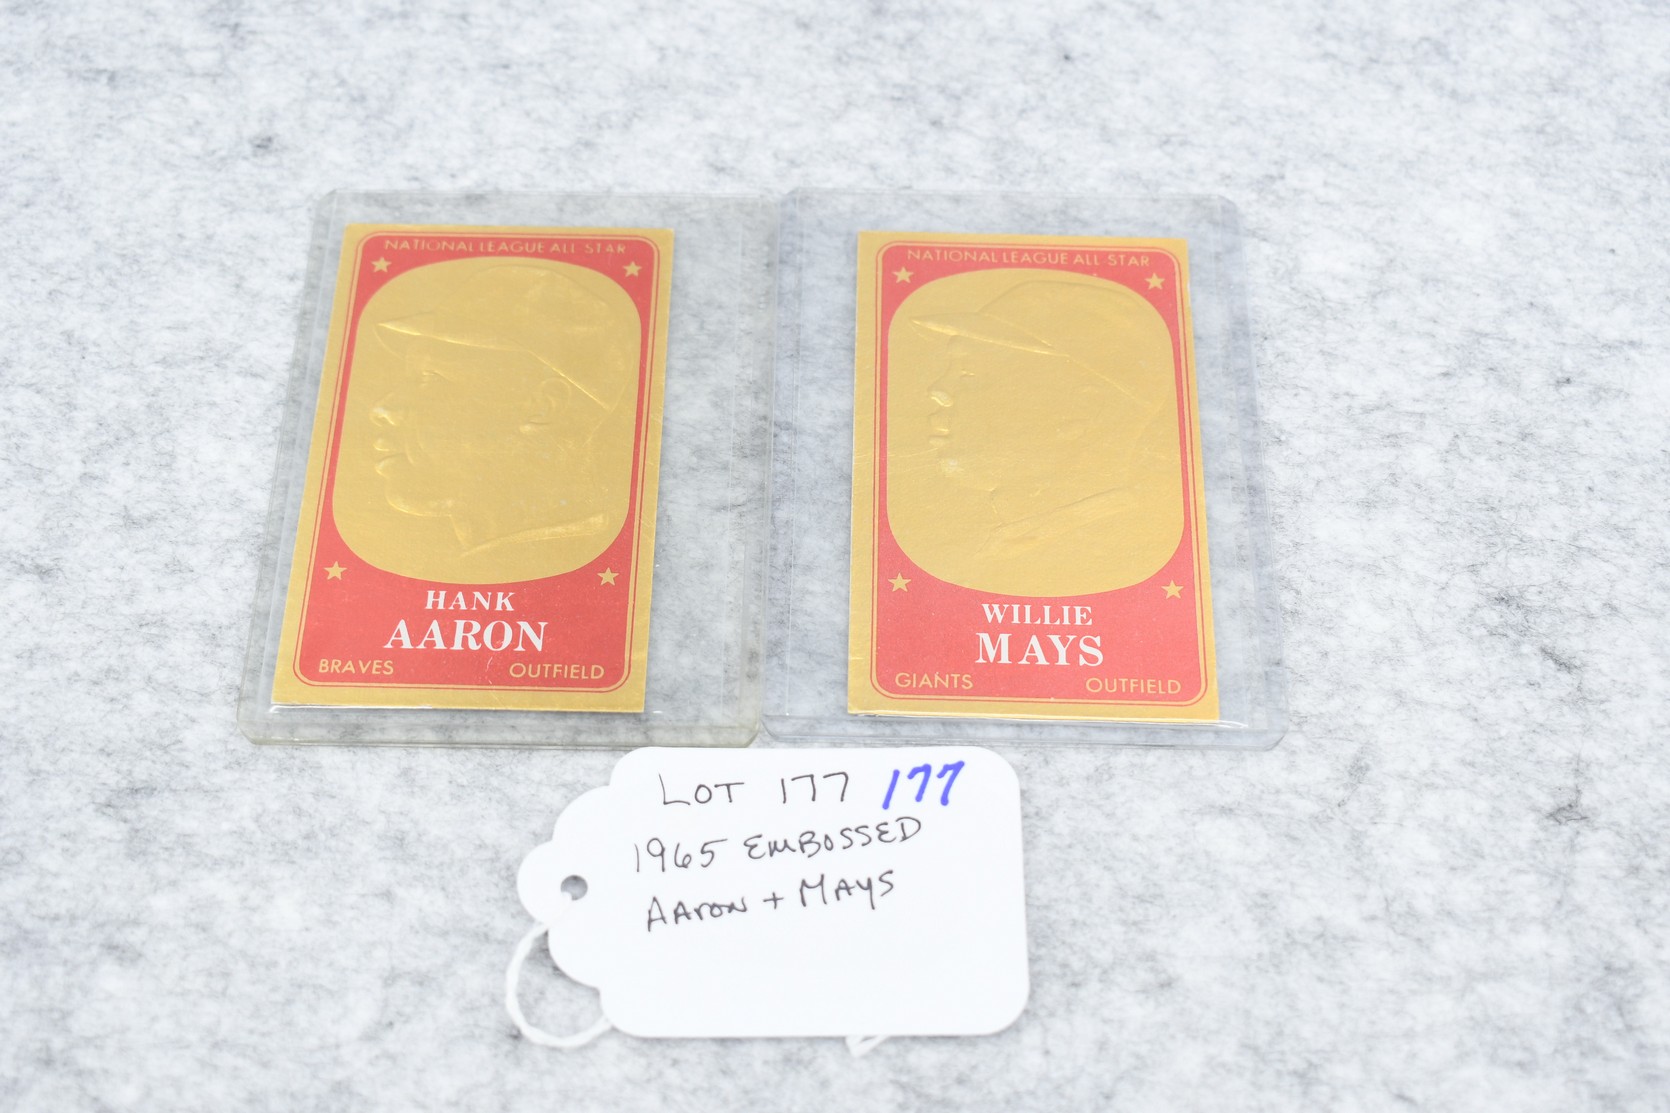 NATIONAL LEAGUE ALL STAR
HANK
AARON
BRAVES OUTFIELD
NATIONAL LEAGUE ALL STAR
WILLIE
MAYS
GIANTS OUTFIELD
LOT 177 177
1965 EMBOSSED
AARON + MAYS